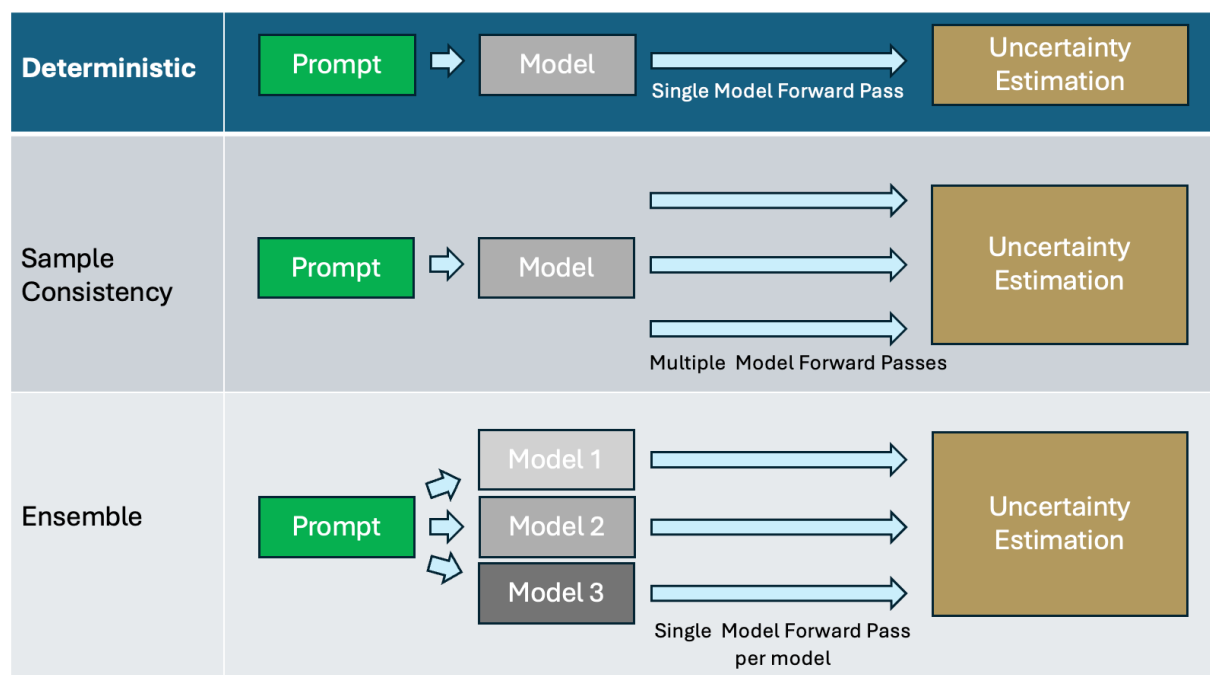 Deterministic
Prompt
Model
Single Model Forward Pass
Uncertainty
Estimation
Sample
Consistency
Prompt
Model
Multiple  Model Forward Passes
Uncertainty
Estimation
Ensemble
Prompt
Model 1
Model 2
Model 3
Single  Model Forward Pass
per model
Uncertainty
Estimation